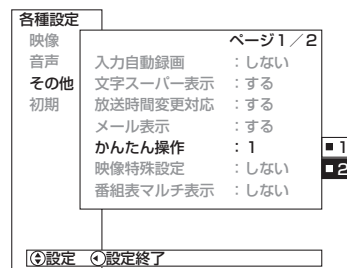 各種設定
映像
音声
その他
初期
ページ1／2
入力自動録画 ：しない
文字スーパー表示 ：する
放送時間変更対応 ：する
メール表示 ：する
かんたん操作 ：1
映像特殊設定 ：しない
番組表マルチ表示 ：しない
■1
■2
設定 設定終了